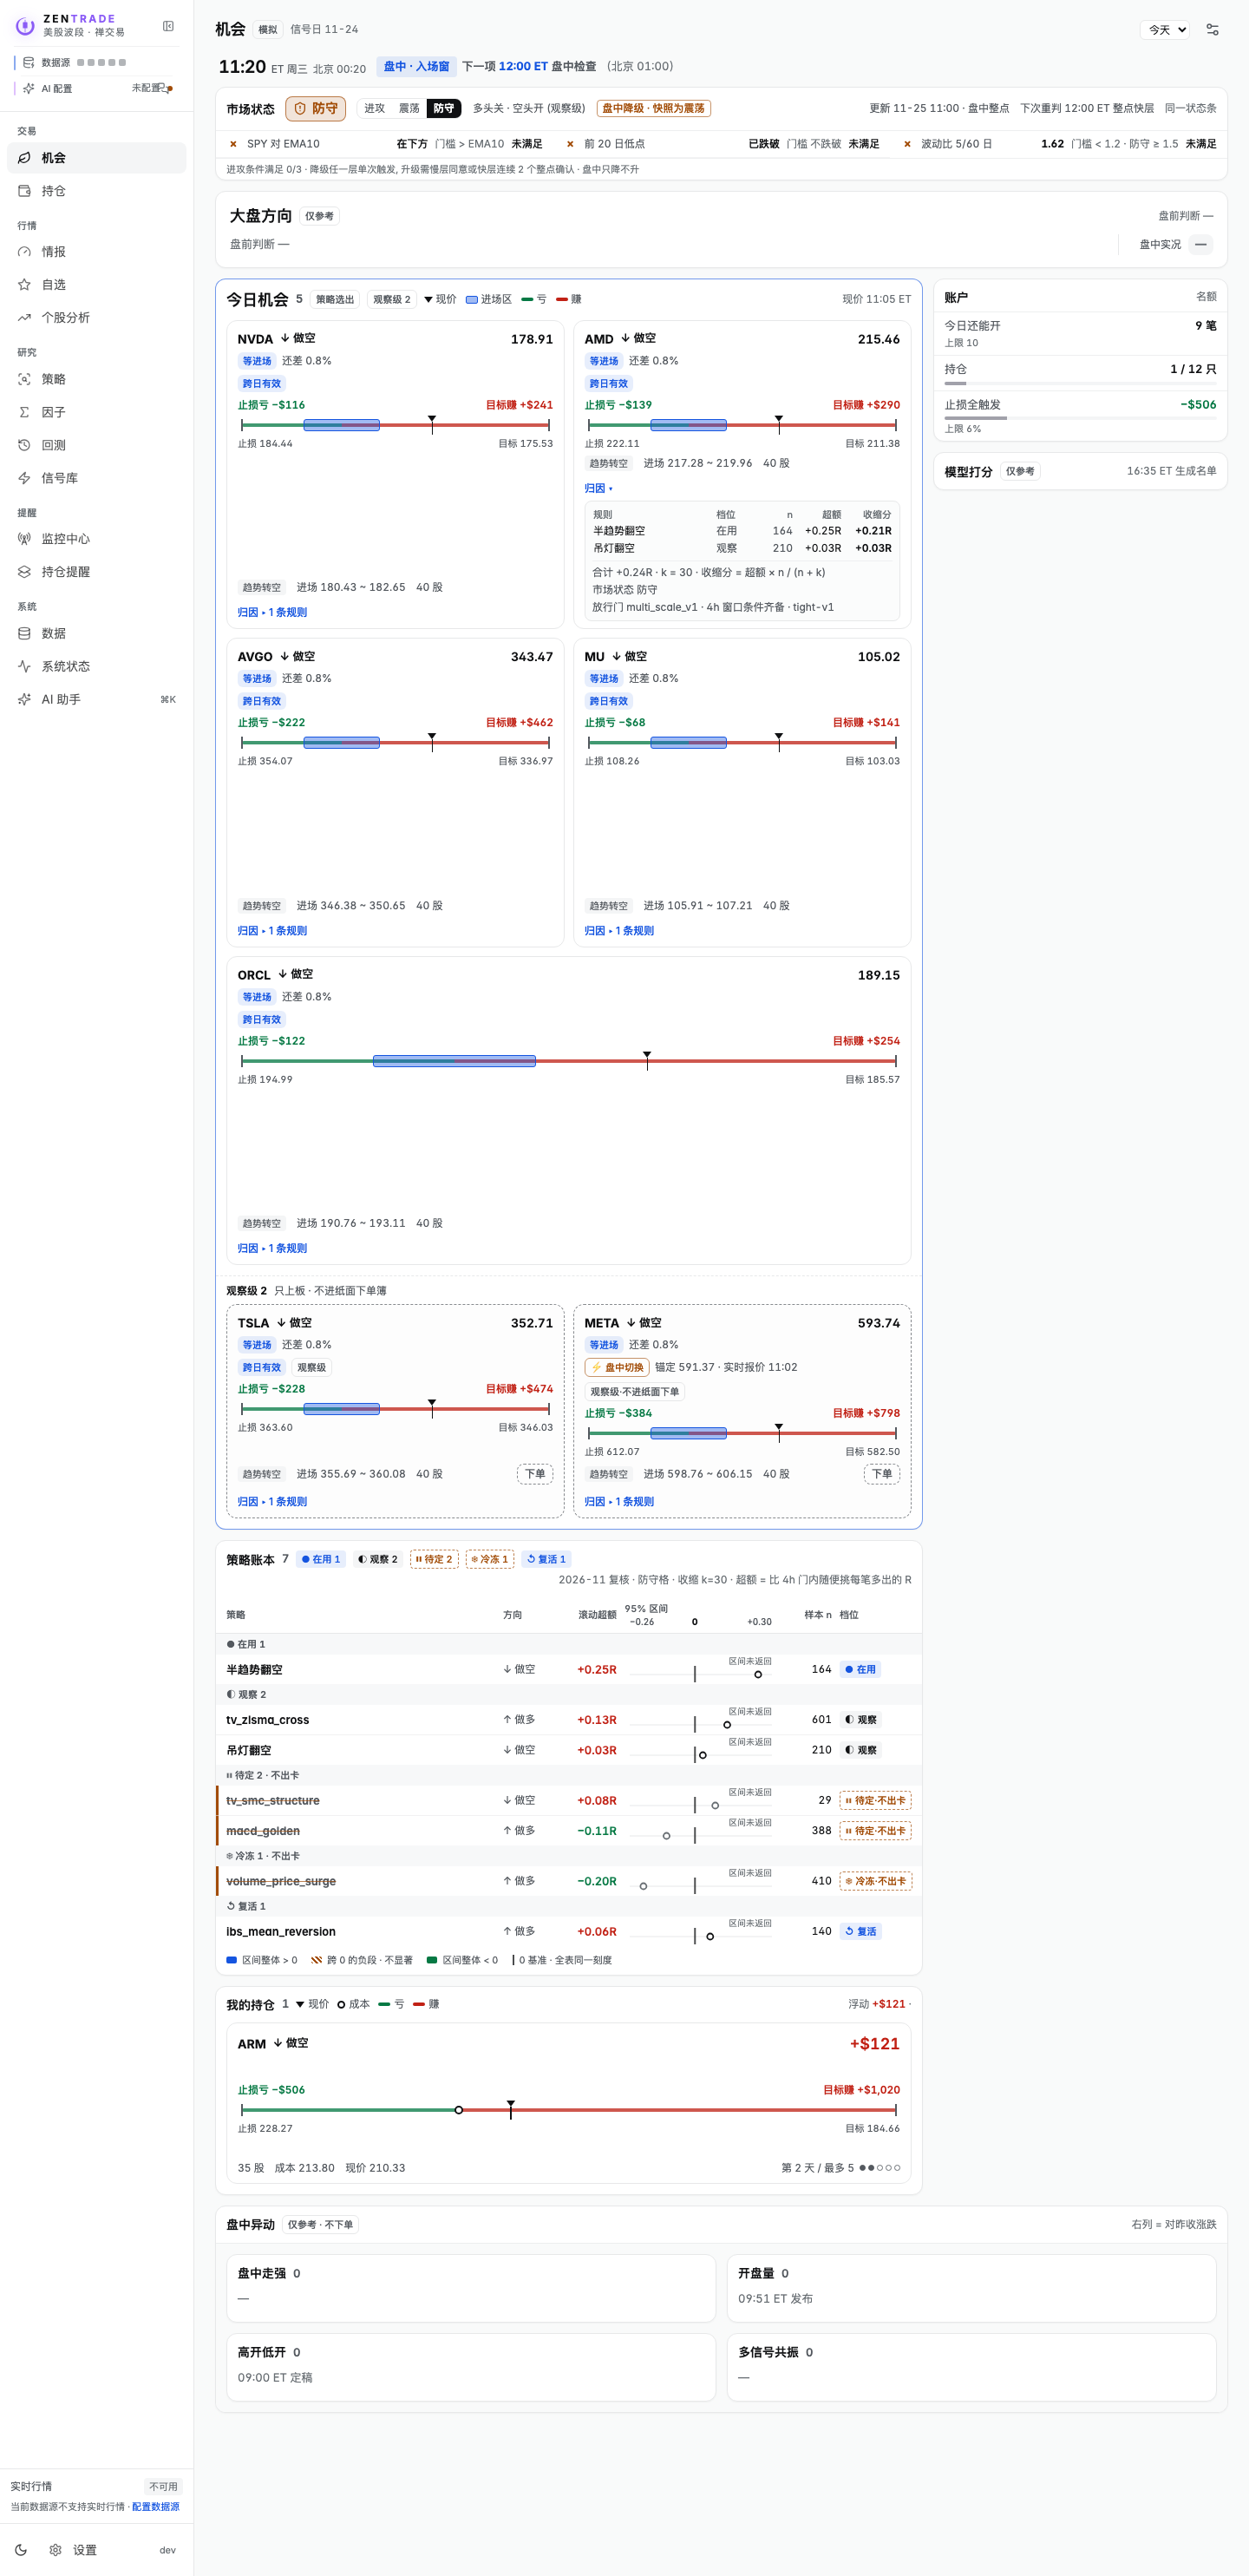 ZENTRADE
美股波段 · 禅交易
数据源
AI 配置 未配置
交易
机会
持仓
行情
情报
自选
个股分析
研究
策略
因子
回测
信号库
提醒
监控中心
持仓提醒
系统
数据
系统状态
AI 助手 ⌘K
实时行情 不可用
当前数据源不支持实时行情 · 配置数据源
设置 dev
机会 模拟 信号日 11-24 今天
11:20 ET 周三 北京 00:20 盘中 · 入场窗 下一项 12:00 ET 盘中检查 (北京 01:00)
市场状态 防守 进攻 震荡 防守 多头关 · 空头开 (观察级) 盘中降级 · 快照为震荡 更新 11-25 11:00 · 盘中整点 下次重判 12:00 ET 整点快层 同一状态条
× SPY 对 EMA10 在下方 门槛 > EMA10 未满足 × 前 20 日低点 已跌破 门槛 不跌破 未满足 × 波动比 5/60 日 1.62 门槛 < 1.2 · 防守 ≥ 1.5 未满足
进攻条件满足 0/3 · 降级任一层单次触发, 升级需慢层同意或快层连续 2 个整点确认 · 盘中只降不升
大盘方向 仅参考 盘前判断 —
盘前判断 — 盘中实况 —
今日机会 5 策略选出 观察级 2 ▼现价 进场区 亏 赚 现价 11:05 ET
NVDA ↓ 做空 178.91
等进场 还差 0.8%
跨日有效
止损亏 −$116 目标赚 +$241
止损 184.44 目标 175.53
趋势转空 进场 180.43 ~ 182.65 40 股
归因 ▸ 1 条规则
AMD ↓ 做空 215.46
等进场 还差 0.8%
跨日有效
止损亏 −$139 目标赚 +$290
止损 222.11 目标 211.38
趋势转空 进场 217.28 ~ 219.96 40 股
归因 ▾
规则 档位 n 超额 收缩分
半趋势翻空 在用 164 +0.25R +0.21R
吊灯翻空 观察 210 +0.03R +0.03R
合计 +0.24R · k = 30 · 收缩分 = 超额 × n / (n + k)
市场状态 防守
放行门 multi_scale_v1 · 4h 窗口条件齐备 · tight-v1
AVGO ↓ 做空 343.47
等进场 还差 0.8%
跨日有效
止损亏 −$222 目标赚 +$462
止损 354.07 目标 336.97
趋势转空 进场 346.38 ~ 350.65 40 股
归因 ▸ 1 条规则
MU ↓ 做空 105.02
等进场 还差 0.8%
跨日有效
止损亏 −$68 目标赚 +$141
止损 108.26 目标 103.03
趋势转空 进场 105.91 ~ 107.21 40 股
归因 ▸ 1 条规则
ORCL ↓ 做空 189.15
等进场 还差 0.8%
跨日有效
止损亏 −$122 目标赚 +$254
止损 194.99 目标 185.57
趋势转空 进场 190.76 ~ 193.11 40 股
归因 ▸ 1 条规则
观察级 2 只上板 · 不进纸面下单簿
TSLA ↓ 做空 352.71
等进场 还差 0.8%
跨日有效 观察级
止损亏 −$228 目标赚 +$474
止损 363.60 目标 346.03
趋势转空 进场 355.69 ~ 360.08 40 股 下单
归因 ▸ 1 条规则
META ↓ 做空 593.74
等进场 还差 0.8%
⚡ 盘中切换 锚定 591.37 · 实时报价 11:02
观察级·不进纸面下单
止损亏 −$384 目标赚 +$798
止损 612.07 目标 582.50
趋势转空 进场 598.76 ~ 606.15 40 股 下单
归因 ▸ 1 条规则
账户 名额
今日还能开 9 笔
上限 10
持仓 1 / 12 只
止损全触发 −$506
上限 6%
模型打分 仅参考 16:35 ET 生成名单
策略账本 7 在用 1 观察 2 待定 2 冷冻 1 复活 1
2026-11 复核 · 防守格 · 收缩 k=30 · 超额 = 比 4h 门内随便挑每笔多出的 R
策略 方向 滚动超额 95% 区间 −0.26 0 +0.30 样本 n 档位
在用 1
半趋势翻空 ↓ 做空 +0.25R 区间未返回 164 在用
观察 2
tv_zlsma_cross ↑ 做多 +0.13R 区间未返回 601 观察
吊灯翻空 ↓ 做空 +0.03R 区间未返回 210 观察
待定 2 · 不出卡
tv_smc_structure ↓ 做空 +0.08R 区间未返回 29 待定·不出卡
macd_golden ↑ 做多 −0.11R 区间未返回 388 待定·不出卡
冷冻 1 · 不出卡
volume_price_surge ↑ 做多 −0.20R 区间未返回 410 冷冻·不出卡
复活 1
ibs_mean_reversion ↑ 做多 +0.06R 区间未返回 140 复活
区间整体 > 0 跨 0 的负段 · 不显著 区间整体 < 0 0 基准 · 全表同一刻度
我的持仓 1 ▼现价 成本 亏 赚 浮动 +$121 ·
ARM ↓ 做空 +$121
止损亏 −$506 目标赚 +$1,020
止损 228.27 目标 184.66
35 股 成本 213.80 现价 210.33 第 2 天 / 最多 5 ●●○○○
盘中异动 仅参考 · 不下单 右列 = 对昨收涨跌
盘中走强 0
—
开盘量 0
09:51 ET 发布
高开低开 0
09:00 ET 定稿
多信号共振 0
—